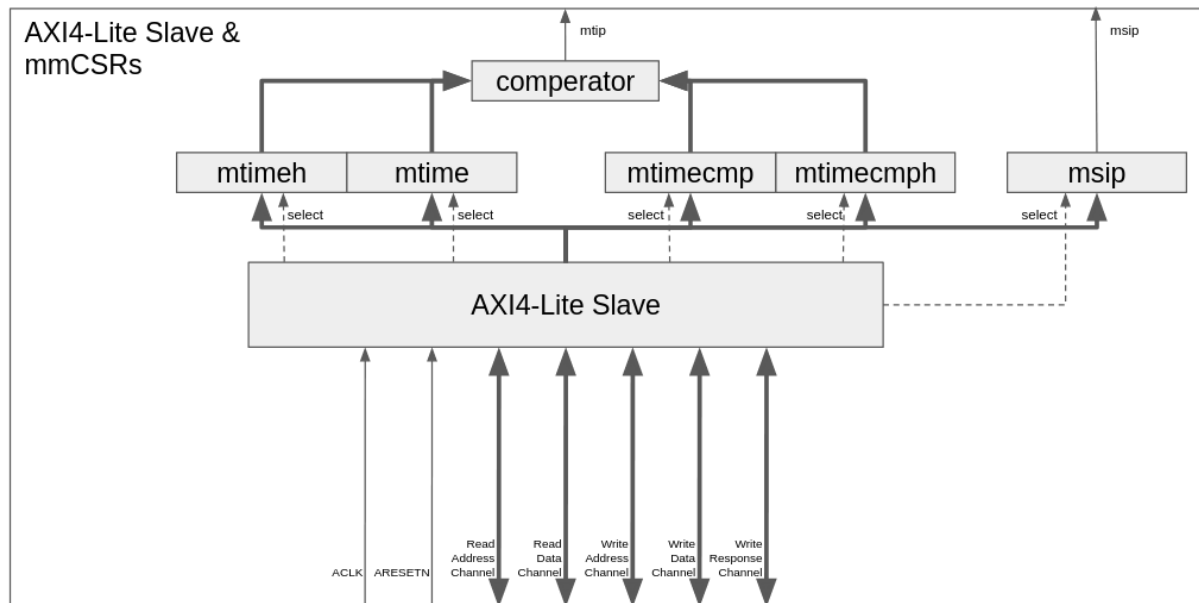 AXI4-Lite Slave &
mmCSRs
mtip
msip
comperator
mtimeh
mtime
mtimecmp
mtimecmph
msip
select
select
select
select
select
AXI4-Lite Slave
ACLK
ARESETN
Read
Address
Channel
Read
Data
Channel
Write
Address
Channel
Write
Data
Channel
Write
Response
Channel